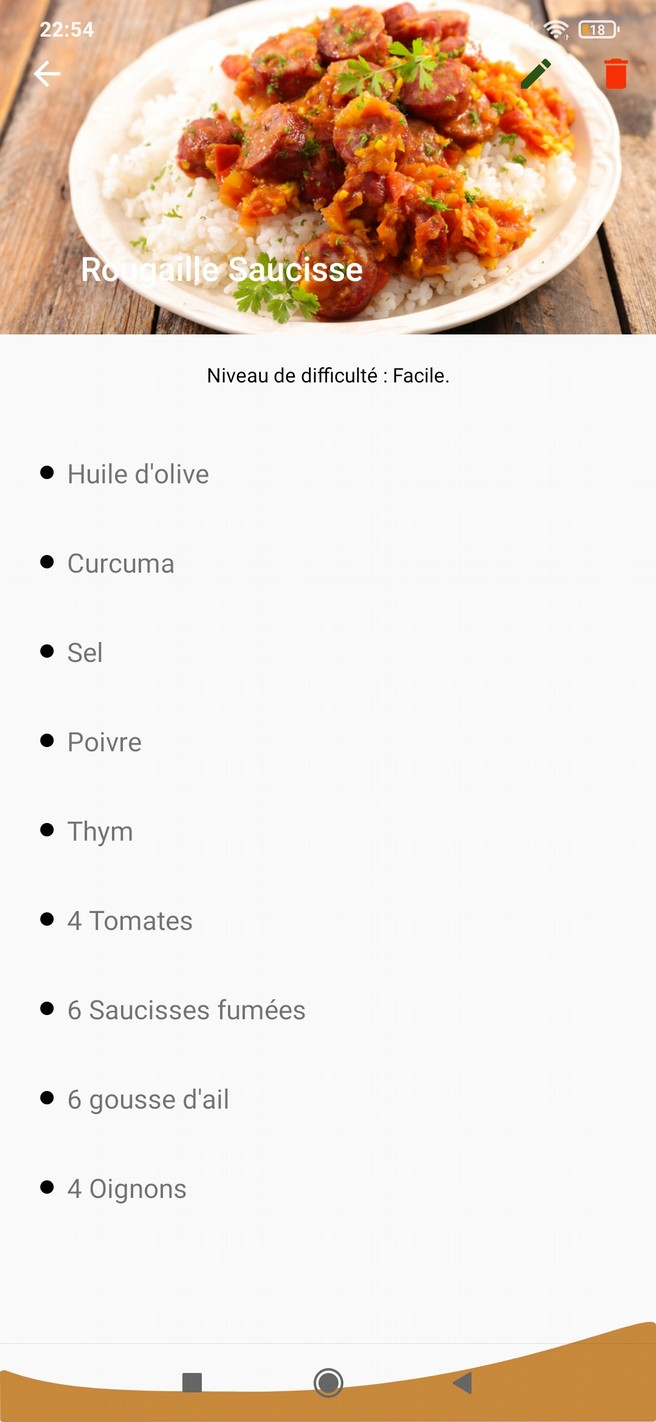 22:54
18
Rougaille Saucisse
Niveau de difficulté : Facile.
Huile d'olive
Curcuma
Sel
Poivre
Thym
4 Tomates
6 Saucisses fumées
6 gousse d'ail
4 Oignons